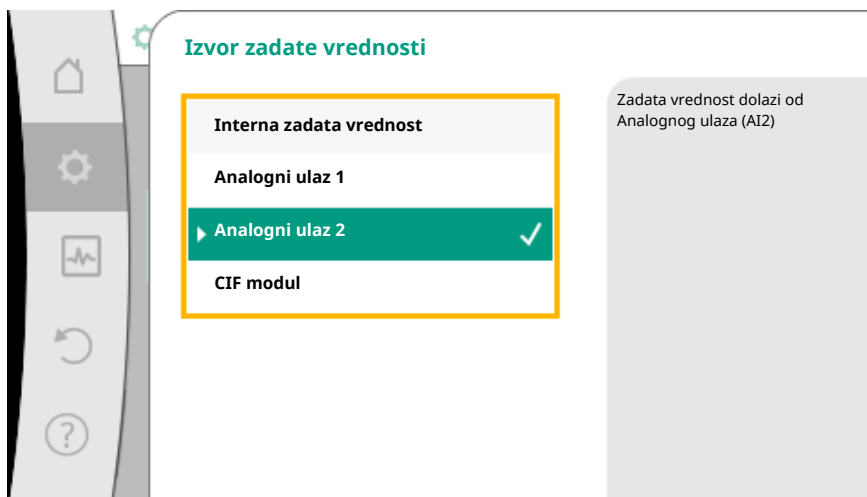 Izvor zadate vrednosti
Interna zadata vrednost
Analogni ulaz 1
Analogni ulaz 2
CIF modul
Zadata vrednost dolazi od
Analognog ulaza (AI2)